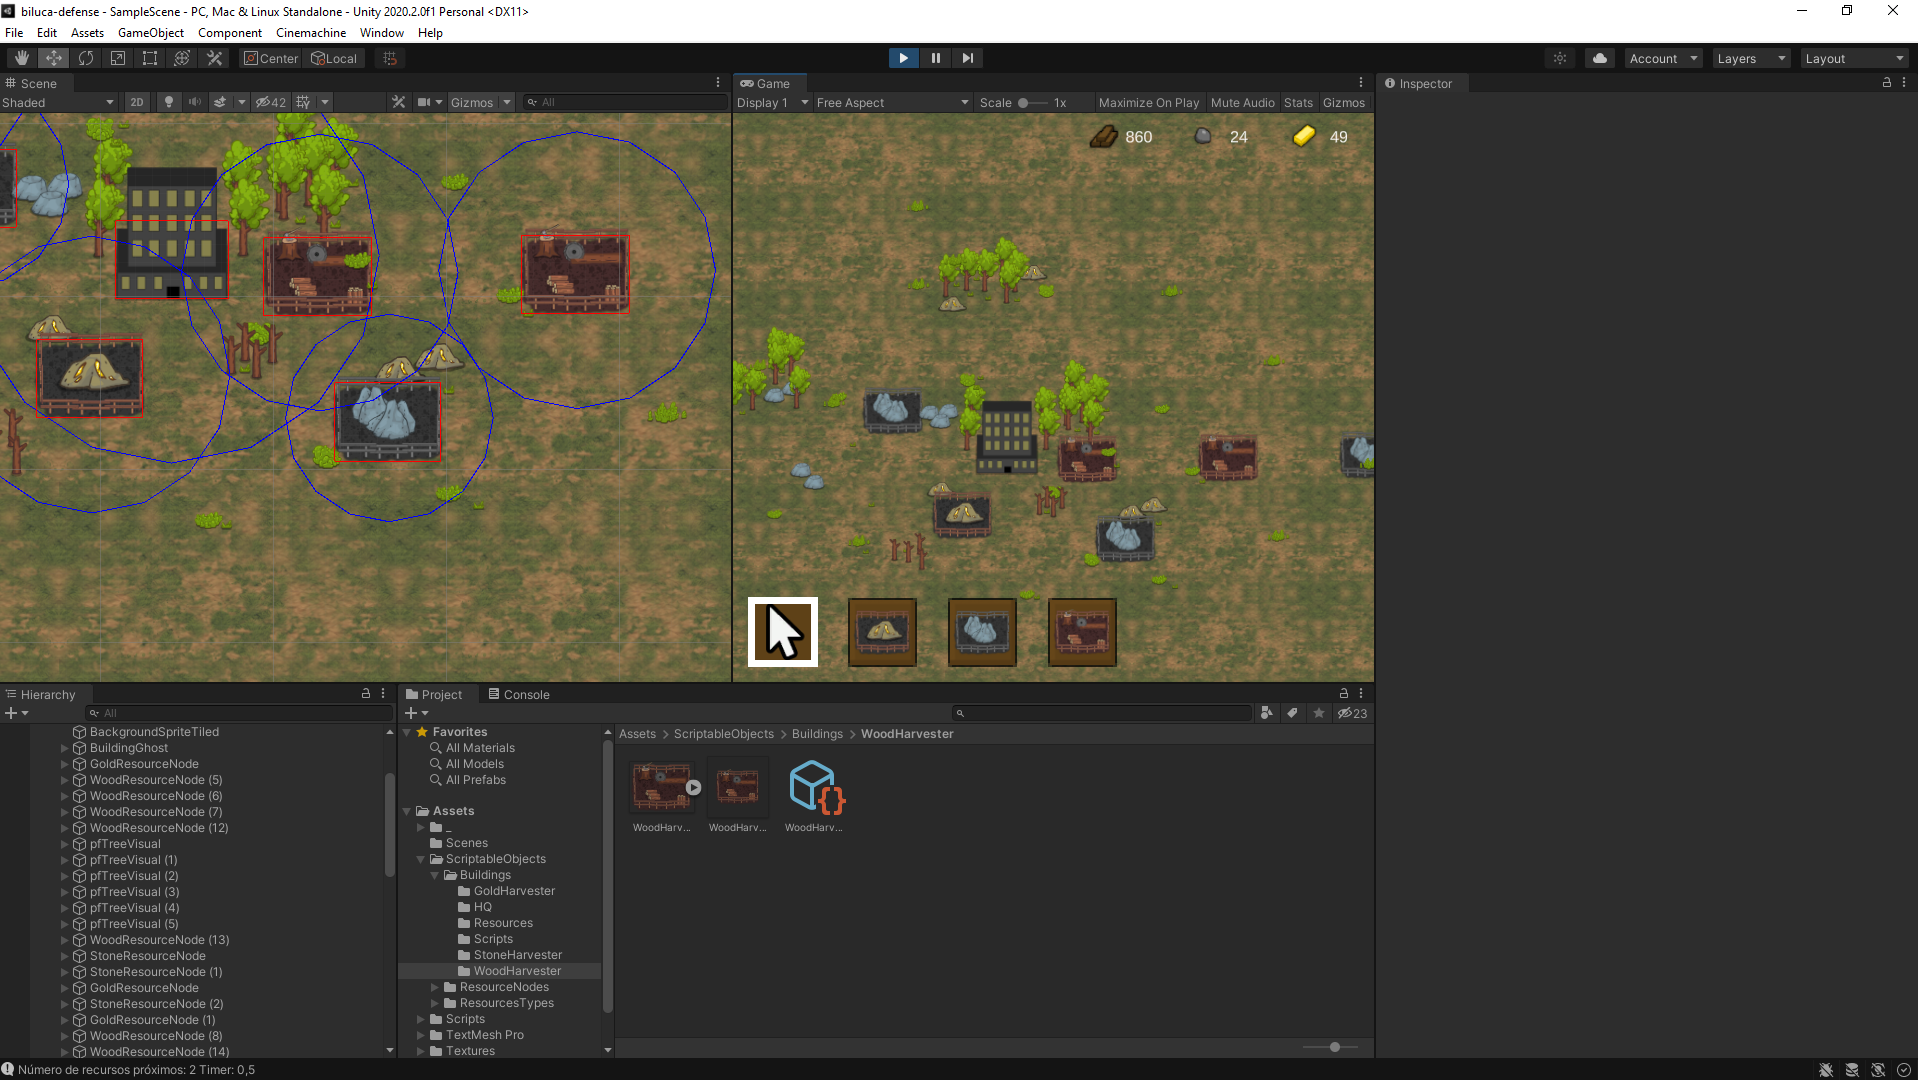 biluca-defense - SampleScene - PC, Mac & Linux Standalone - Unity 2020.2.0f1 Personal <DX11>
File Edit Assets GameObject Component Cinemachine Window Help
Center Local Account Layers Layout
Scene
Shaded 2D 42 Gizmos All
Game
Display 1 Free Aspect Scale 1x Maximize On Play Mute Audio Stats Gizmos
860 24 49
Inspector
Hierarchy
All
BackgroundSpriteTiled
BuildingGhost
GoldResourceNode
WoodResourceNode (5)
WoodResourceNode (6)
WoodResourceNode (7)
WoodResourceNode (12)
pfTreeVisual
pfTreeVisual (1)
pfTreeVisual (2)
pfTreeVisual (3)
pfTreeVisual (4)
pfTreeVisual (5)
WoodResourceNode (13)
StoneResourceNode
StoneResourceNode (1)
GoldResourceNode
StoneResourceNode (2)
GoldResourceNode (1)
WoodResourceNode (8)
WoodResourceNode (14)
Project Console
23
Favorites
All Materials
All Models
All Prefabs
Assets
_
Scenes
ScriptableObjects
Buildings
GoldHarvester
HQ
Resources
Scripts
StoneHarvester
WoodHarvester
ResourceNodes
ResourcesTypes
Scripts
TextMesh Pro
Textures
Assets > ScriptableObjects > Buildings > WoodHarvester
WoodHarv... WoodHarv... WoodHarv...
Número de recursos próximos: 2 Timer: 0,5